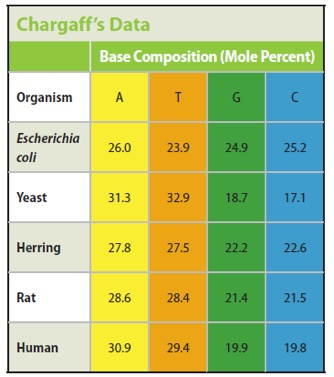 Chargaff's Data
Base Composition (Mole Percent)
Organism A T G C
Escherichia
coli 26.0 23.9 24.9 25.2
Yeast 31.3 32.9 18.7 17.1
Herring 27.8 27.5 22.2 22.6
Rat 28.6 28.4 21.4 21.5
Human 30.9 29.4 19.9 19.8